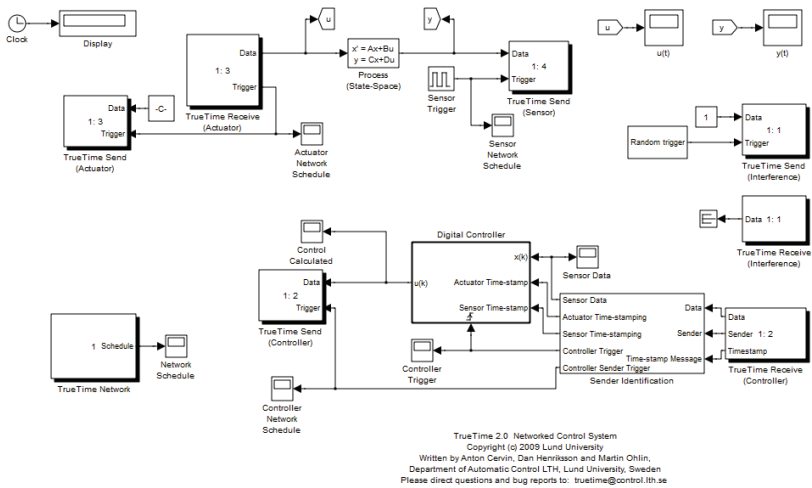 Clock
Display
Data
1: 3
Trigger
TrueTime Receive
(Actuator)
u
x' = Ax+Bu
y = Cx+Du
Process
(State-Space)
y
Sensor
Trigger
Data
1: 4
Trigger
TrueTime Send
(Sensor)
u
u(t)
y
y(t)
Data
1: 3
Trigger
TrueTime Send
(Actuator)
-C-
Actuator
Network
Schedule
Sensor
Network
Schedule
1
Random trigger
Data
1: 1
Trigger
TrueTime Send
(Interference)
Data 1: 1
TrueTime Receive
(Interference)
Control
Calculated
Data
1: 2
Trigger
TrueTime Send
(Controller)
Digital Controller
x(k)
u(k)
Actuator Time-stamp
Sensor Time-stamp
Sensor Data
Sensor Data
Actuator Time-stamping
Sensor Time-stamping
Controller Trigger
Controller Sender Trigger
Data
Sender
Time-stamp Message
Sender Identification
Data
Sender 1: 2
Timestamp
TrueTime Receive
(Controller)
1 Schedule
TrueTime Network
Network
Schedule
Controller
Trigger
Controller
Network
Schedule
TrueTime 2.0 Networked Control System
Copyright (c) 2009 Lund University
Written by Anton Cervin, Dan Henriksson and Martin Ohlin,
Department of Automatic Control LTH, Lund University, Sweden
Please direct questions and bug reports to: truetime@control.lth.se